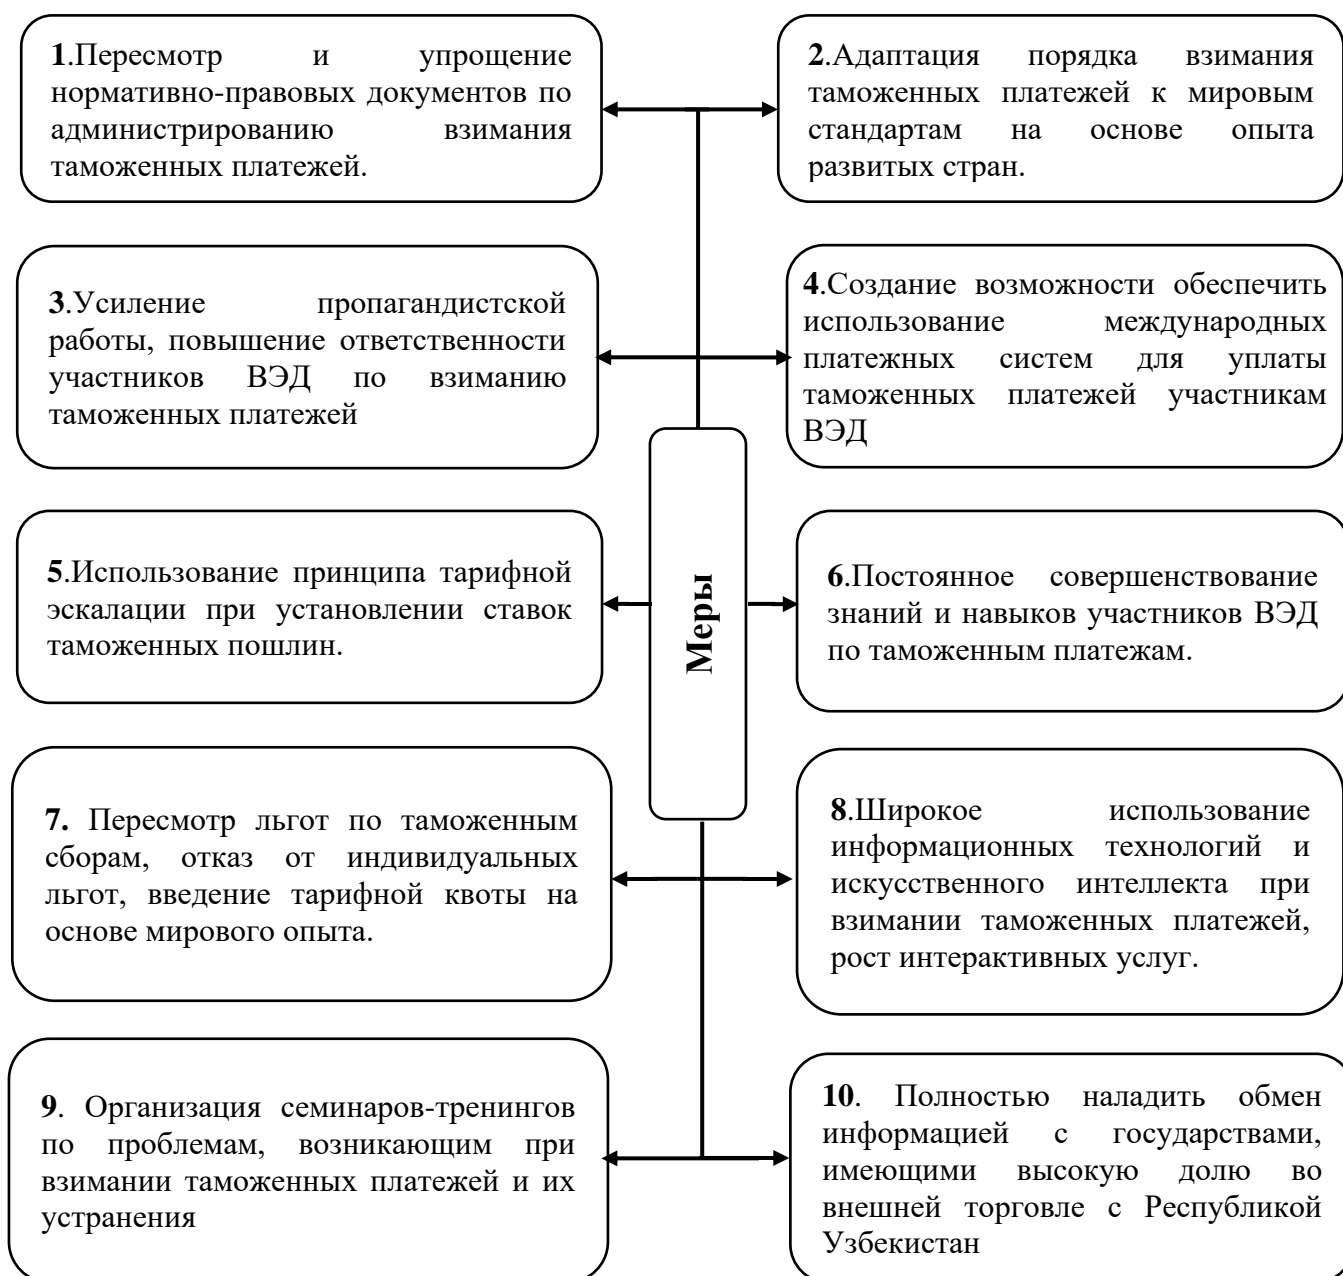 1.Пересмотр и упрощение
нормативно-правовых документов по
администрированию взимания
таможенных платежей.
2.Адаптация порядка взимания
таможенных платежей к мировым
стандартам на основе опыта
развитых стран.
3.Усиление пропагандистской
работы, повышение ответственности
участников ВЭД по взиманию
таможенных платежей
4.Создание возможности обеспечить
использование международных
платежных систем для уплаты
таможенных платежей участникам
ВЭД
Меры
5.Использование принципа тарифной
эскалации при установлении ставок
таможенных пошлин.
6.Постоянное совершенствование
знаний и навыков участников ВЭД
по таможенным платежам.
7. Пересмотр льгот по таможенным
сборам, отказ от индивидуальных
льгот, введение тарифной квоты на
основе мирового опыта.
8.Широкое использование
информационных технологий и
искусственного интеллекта при
взимании таможенных платежей,
рост интерактивных услуг.
9. Организация семинаров-тренингов
по проблемам, возникающим при
взимании таможенных платежей и их
устранения
10. Полностью наладить обмен
информацией с государствами,
имеющими высокую долю во
внешней торговле с Республикой
Узбекистан